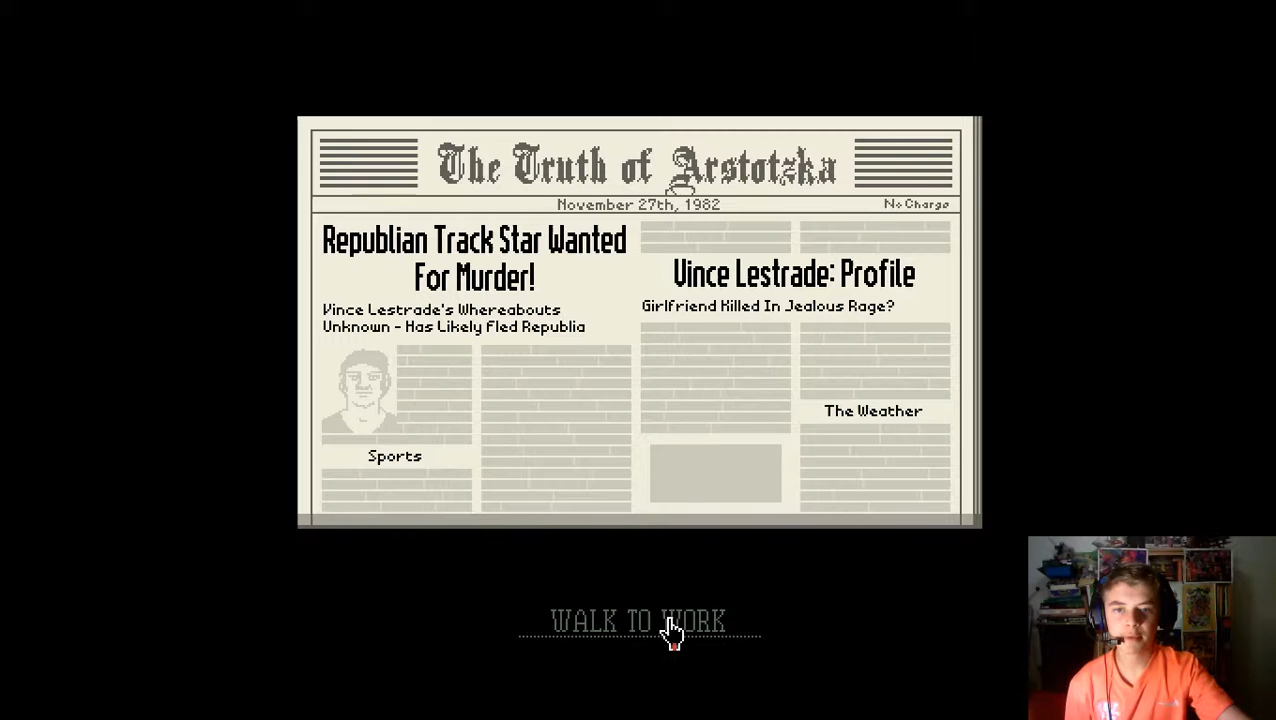 The Truth of Arstotzka
November 27th, 1982
No Charge
Republian Track Star Wanted
For Murder!
Vince Lestrade's Whereabouts
Unknown - Has Likely Fled Republia
Sports
Vince Lestrade: Profile
Girlfriend Killed In Jealous Rage?
The Weather
WALK TO WORK